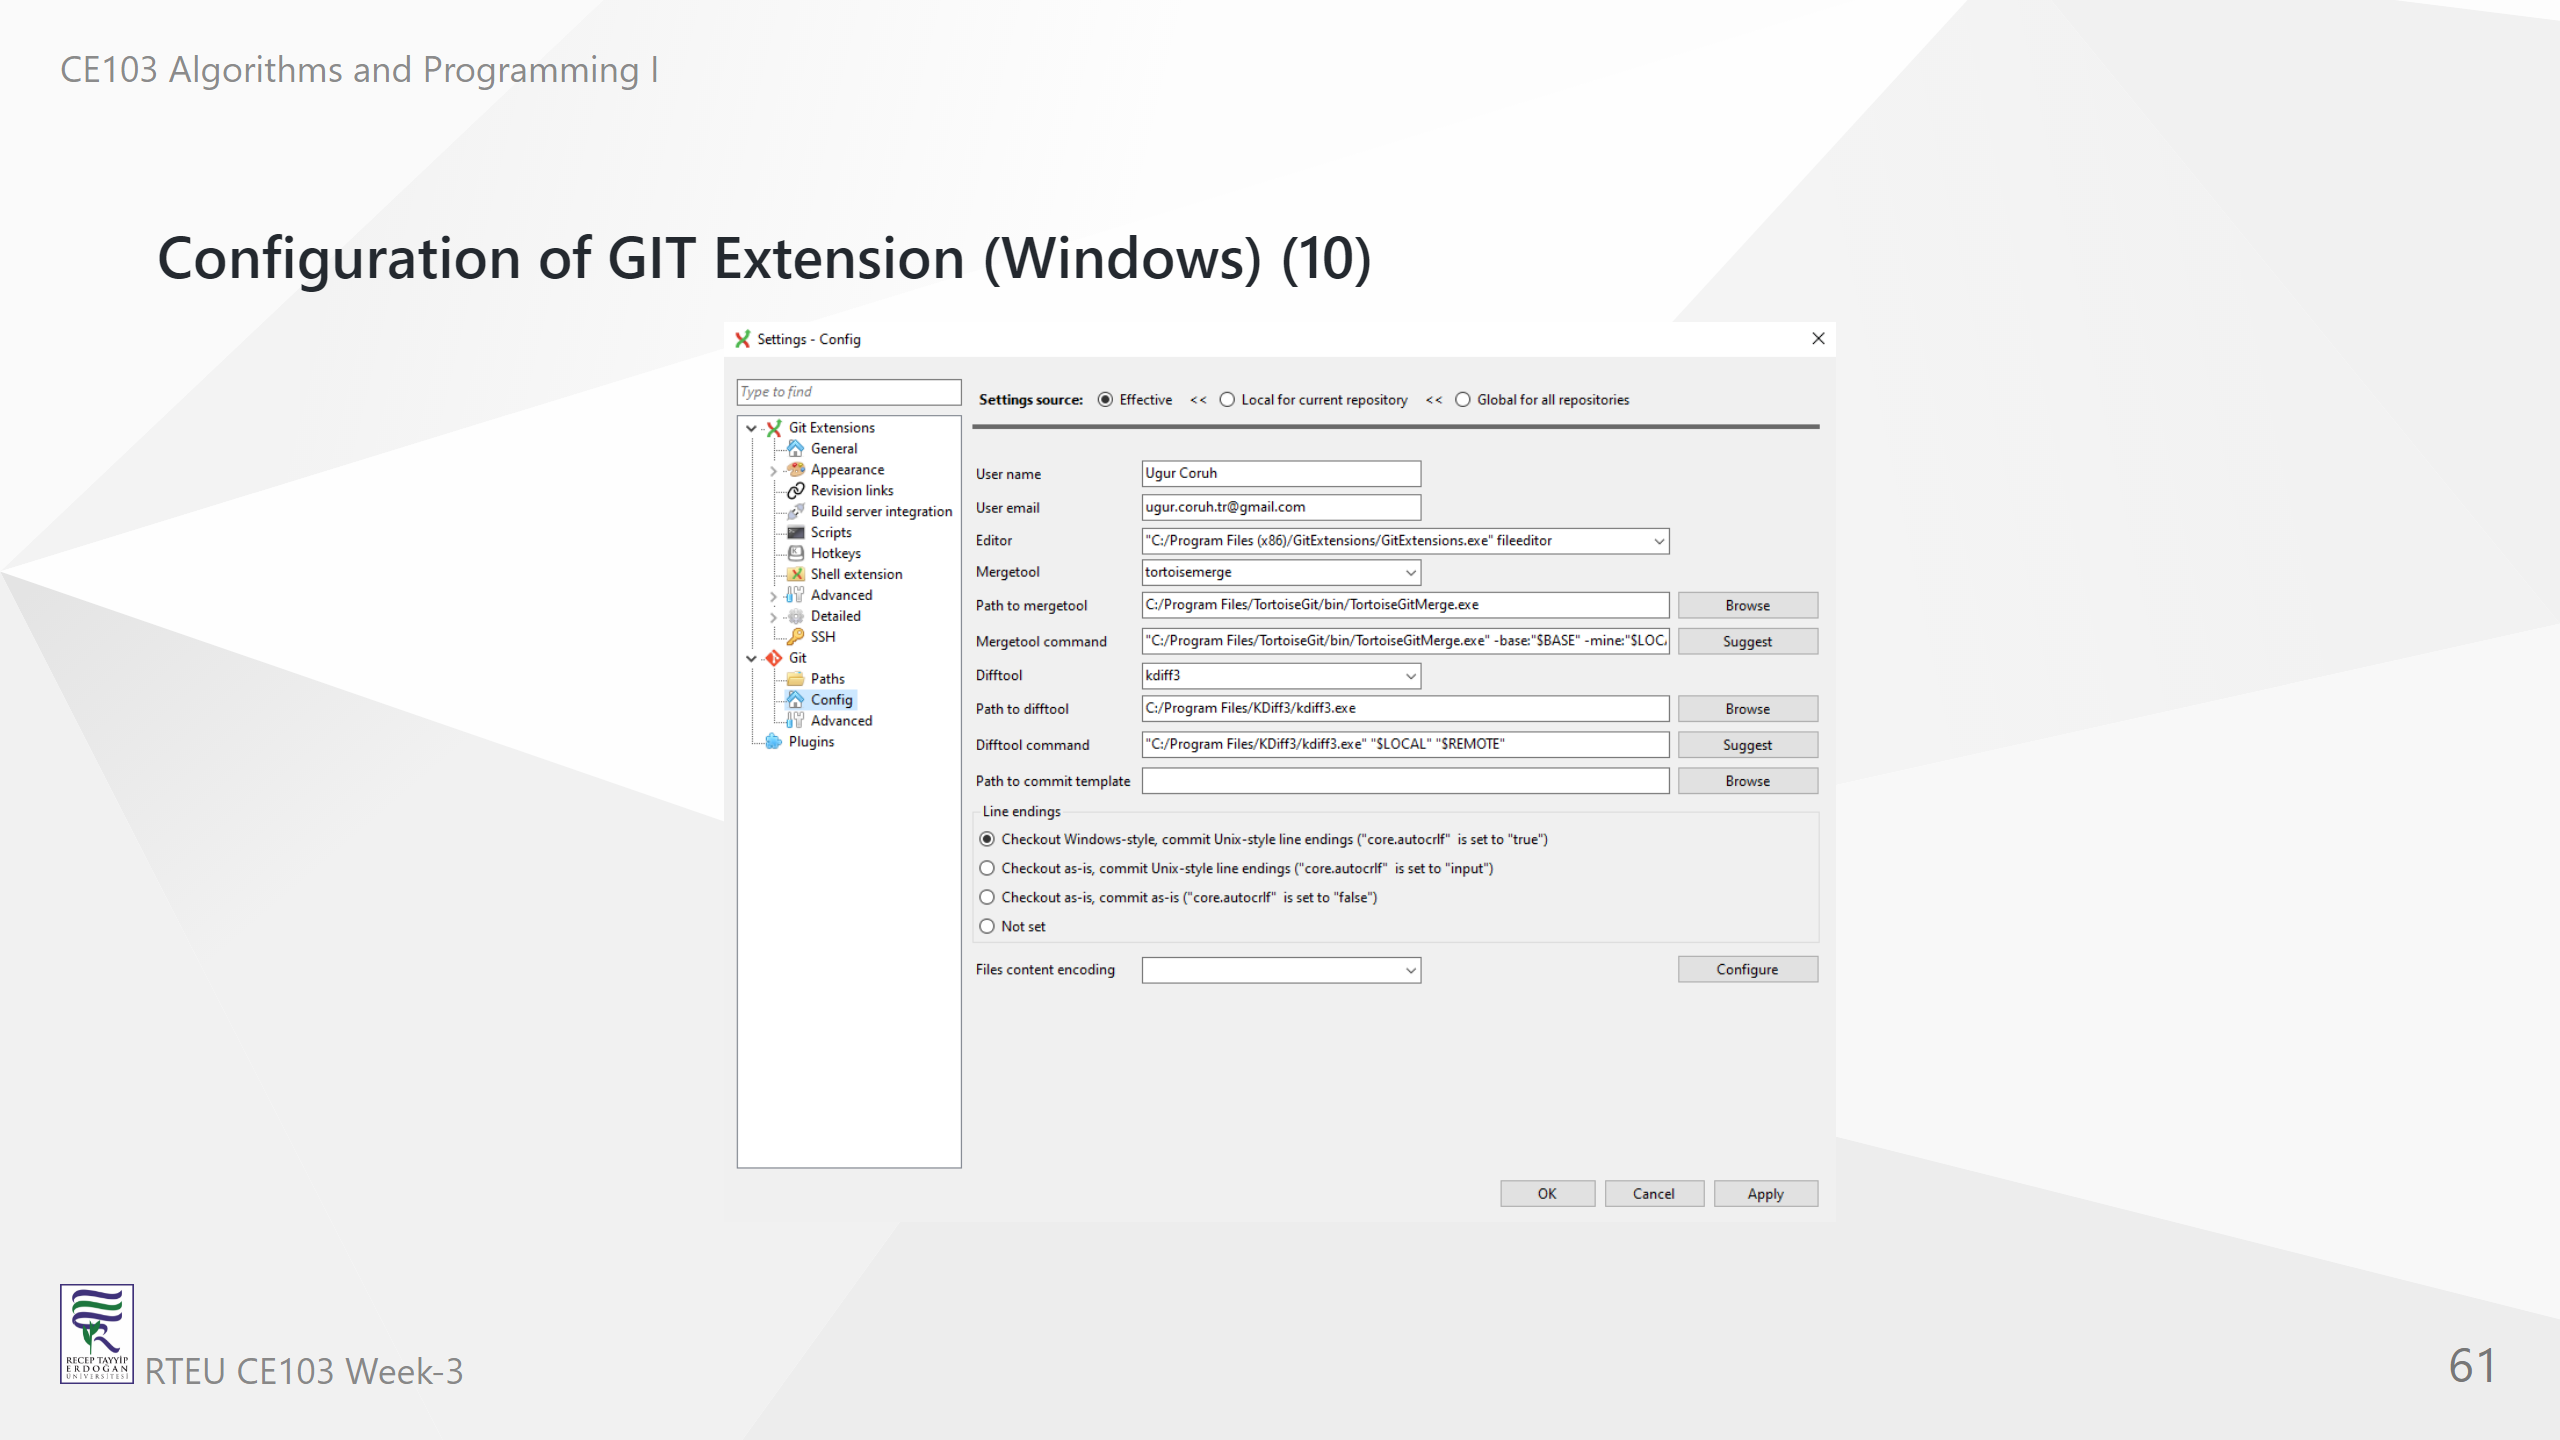 CE103 Algorithms and Programming I
Configuration of GIT Extension (Windows) (10)
Settings - Config
Type to find
Git Extensions
General
Appearance
Revision links
Build server integration
Scripts
Hotkeys
Shell extension
Advanced
Detailed
SSH
Git
Paths
Config
Advanced
Plugins
Settings source: Effective << Local for current repository << Global for all repositories
User name Ugur Coruh
User email ugur.coruh.tr@gmail.com
Editor "C:/Program Files (x86)/GitExtensions/GitExtensions.exe" fileeditor
Mergetool tortoisemerge
Path to mergetool C:/Program Files/TortoiseGit/bin/TortoiseGitMerge.exe Browse
Mergetool command "C:/Program Files/TortoiseGit/bin/TortoiseGitMerge.exe" -base:"$BASE" -mine:"$LOCA Suggest
Difftool kdiff3
Path to difftool C:/Program Files/KDiff3/kdiff3.exe Browse
Difftool command "C:/Program Files/KDiff3/kdiff3.exe" "$LOCAL" "$REMOTE" Suggest
Path to commit template Browse
Line endings
Checkout Windows-style, commit Unix-style line endings ("core.autocrlf" is set to "true")
Checkout as-is, commit Unix-style line endings ("core.autocrlf" is set to "input")
Checkout as-is, commit as-is ("core.autocrlf" is set to "false")
Not set
Files content encoding Configure
OK Cancel Apply
RECEP TAYYİP
ERDOĞAN
ÜNİVERSİTESİ
RTEU CE103 Week-3
61